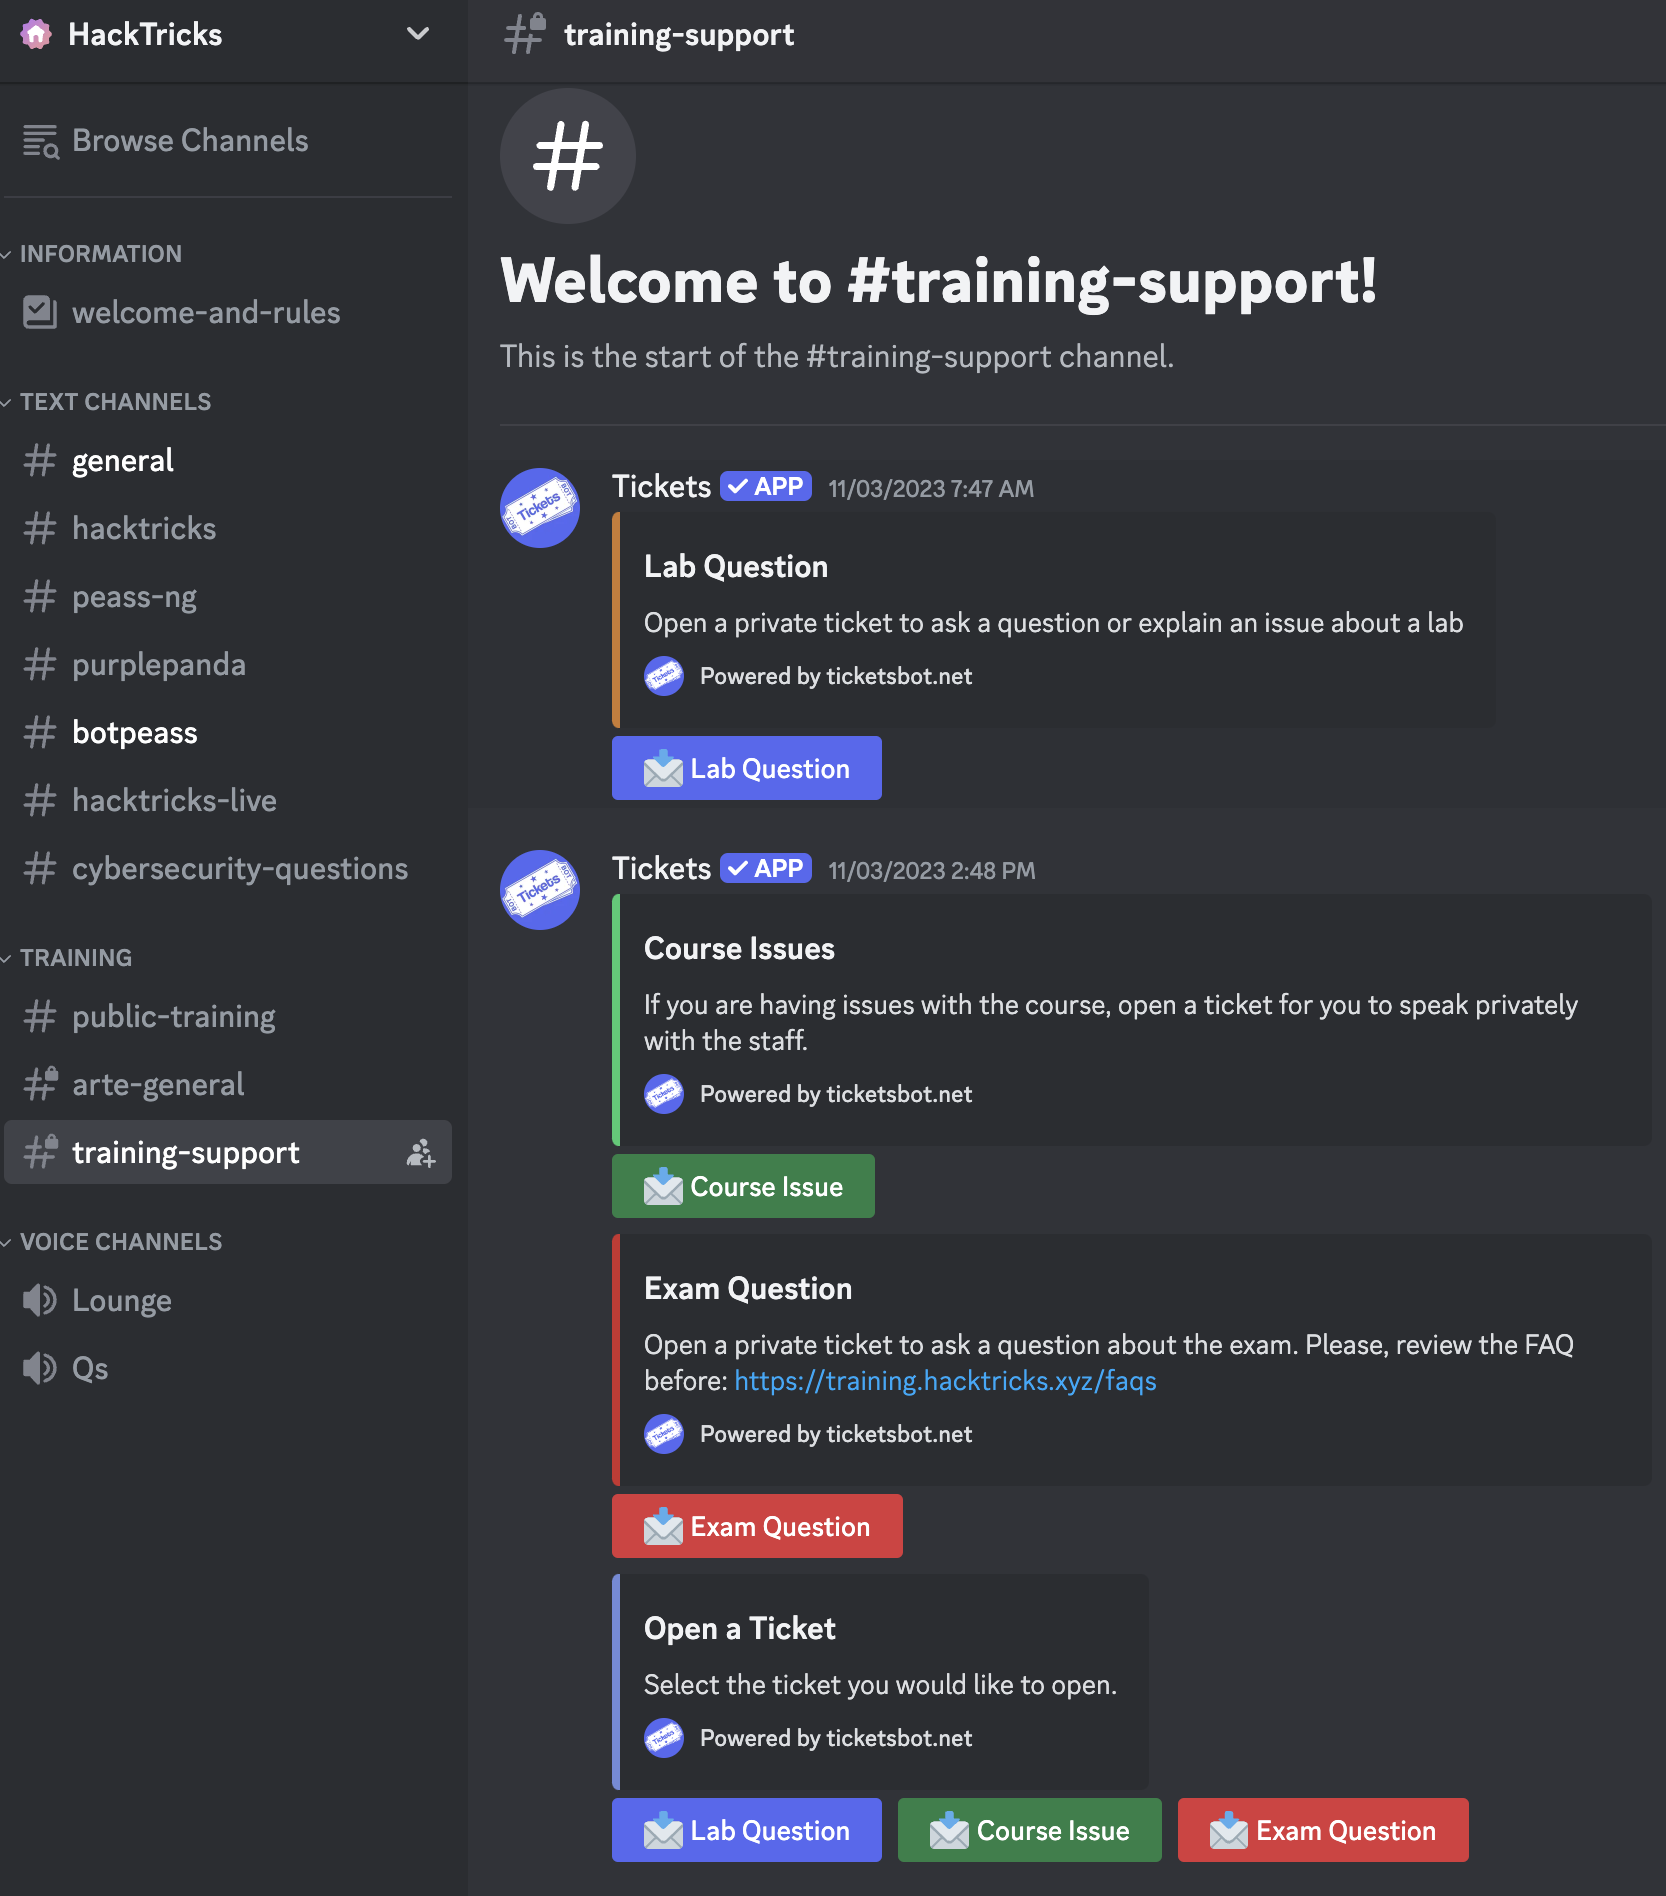 HackTricks
Browse Channels
INFORMATION
welcome-and-rules
TEXT CHANNELS
general
hacktricks
peass-ng
purplepanda
botpeass
hacktricks-live
cybersecurity-questions
TRAINING
public-training
arte-general
training-support
VOICE CHANNELS
Lounge
Qs
training-support
Welcome to #training-support!
This is the start of the #training-support channel.
Tickets APP 11/03/2023 7:47 AM
Lab Question
Open a private ticket to ask a question or explain an issue about a lab
Powered by ticketsbot.net
Lab Question
Tickets APP 11/03/2023 2:48 PM
Course Issues
If you are having issues with the course, open a ticket for you to speak privately
with the staff.
Powered by ticketsbot.net
Course Issue
Exam Question
Open a private ticket to ask a question about the exam. Please, review the FAQ
before: https://training.hacktricks.xyz/faqs
Powered by ticketsbot.net
Exam Question
Open a Ticket
Select the ticket you would like to open.
Powered by ticketsbot.net
Lab Question Course Issue Exam Question